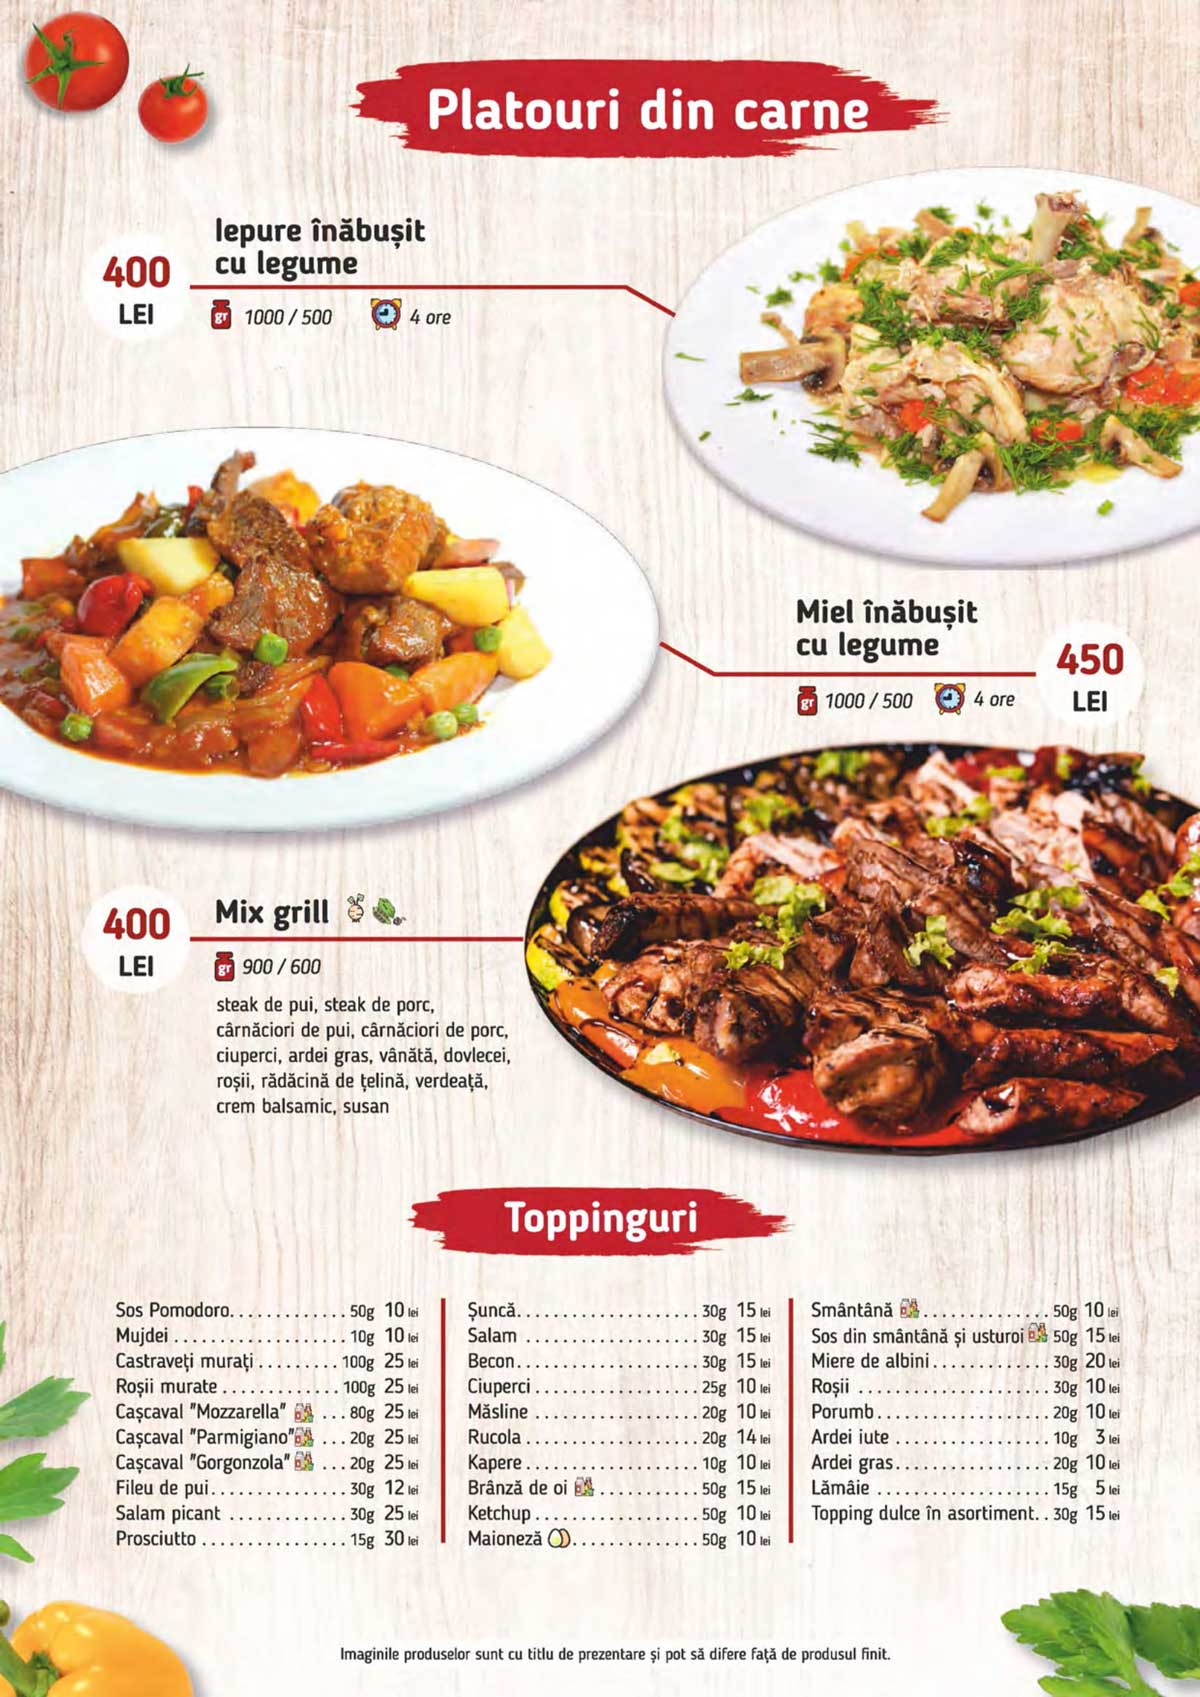 Platouri din carne
Iepure înăbușit
cu legume
400
LEI
gr 1000 / 500 4 ore
Miel înăbușit
cu legume
450
LEI
gr 1000 / 500 4 ore
400
LEI
Mix grill
gr 900 / 600
steak de pui, steak de porc,
cârnăciori de pui, cârnăciori de porc,
ciuperci, ardei gras, vânătă, dovlecei,
roșii, rădăcină de țelină, verdeață,
crem balsamic, susan
Toppinguri
Sos Pomodoro............. 50g 10 lei
Mujdei.................... 10g 10 lei
Castraveți murați......... 100g 25 lei
Roșii murate............. 100g 25 lei
Cașcaval "Mozzarella" ... 80g 25 lei
Cașcaval "Parmigiano" ... 20g 25 lei
Cașcaval "Gorgonzola" ... 20g 25 lei
Fileu de pui............... 30g 12 lei
Salam picant ............. 30g 25 lei
Prosciutto................ 15g 30 lei
Șuncă.................... 30g 15 lei
Salam ................... 30g 15 lei
Becon.................... 30g 15 lei
Ciuperci.................. 25g 10 lei
Măsline .................. 20g 10 lei
Rucola................... 20g 14 lei
Kapere................... 10g 10 lei
Brânză de oi ........... 50g 15 lei
Ketchup.................. 50g 10 lei
Maioneză .............. 50g 10 lei
Smântână .............. 50g 10 lei
Sos din smântână și usturoi 50g 15 lei
Miere de albini............. 30g 20 lei
Roșii ..................... 30g 10 lei
Porumb................... 20g 10 lei
Ardei iute ................. 10g 3 lei
Ardei gras................. 20g 10 lei
Lămâie ................... 15g 5 lei
Topping dulce în asortiment.. 30g 15 lei
Imaginile produselor sunt cu titlu de prezentare și pot să difere față de produsul finit.